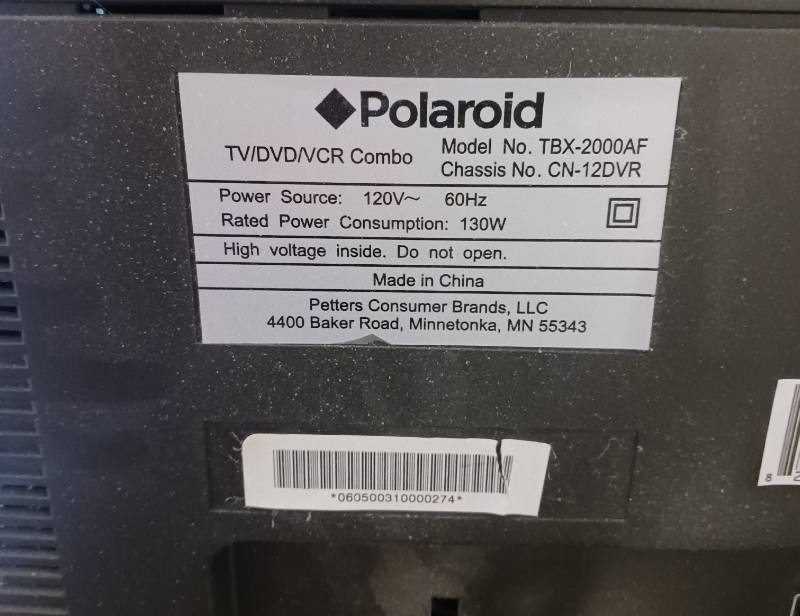 Polaroid
TV/DVD/VCR Combo
Model No. TBX-2000AF
Chassis No. CN-12DVR
Power Source: 120V~ 60Hz
Rated Power Consumption: 130W
High voltage inside. Do not open.
Made in China
Petters Consumer Brands, LLC
4400 Baker Road, Minnetonka, MN 55343
*060500310000274*
8